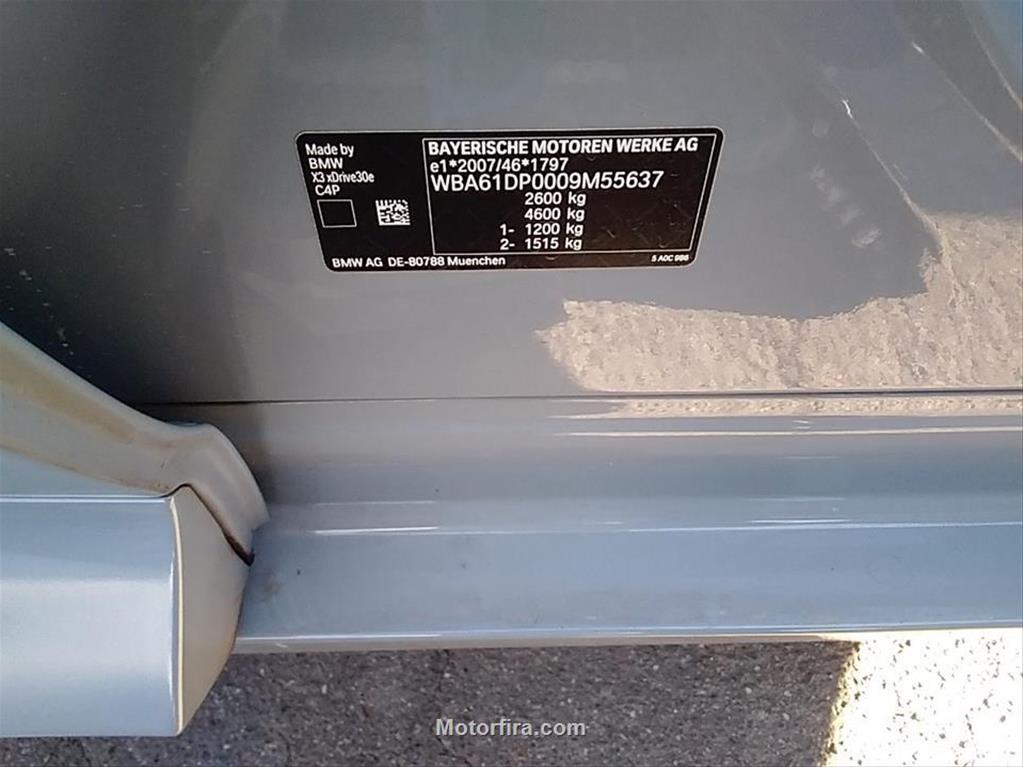 Made by
BMW
X3 xDrive30e
C4P
BAYERISCHE MOTOREN WERKE AG
e1*2007/46*1797
WBA61DP0009M55637
2600 kg
4600 kg
1- 1200 kg
2- 1515 kg
BMW AG DE-80788 Muenchen
5 A0C 9B6
Motorfira.com